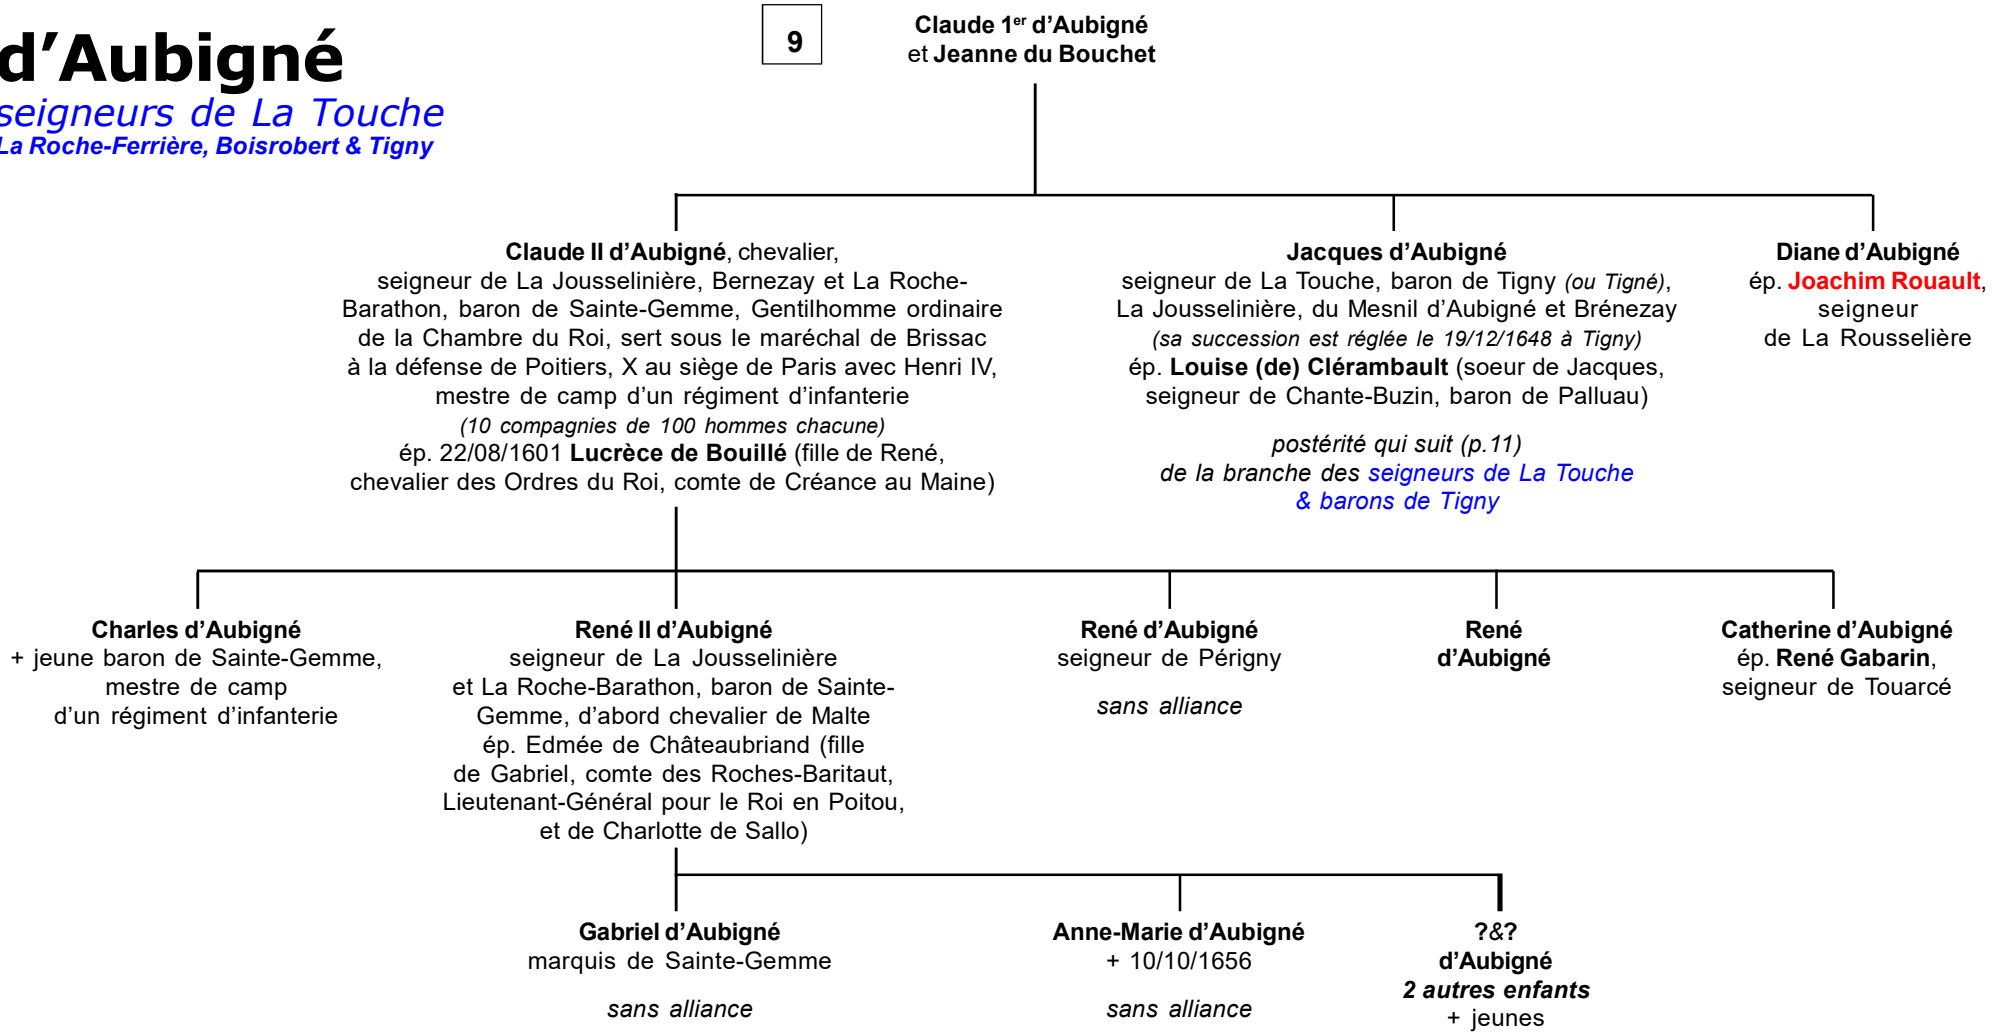 d’Aubigné
seigneurs de La Touche
La Roche-Ferrière, Boisrobert & Tigny
9
Claude 1er d’Aubigné
et Jeanne du Bouchet
Claude II d’Aubigné, chevalier,
seigneur de La Jousselinière, Bernezay et La Roche-
Barathon, baron de Sainte-Gemme, Gentilhomme ordinaire
de la Chambre du Roi, sert sous le maréchal de Brissac
à la défense de Poitiers, X au siège de Paris avec Henri IV,
mestre de camp d’un régiment d’infanterie
(10 compagnies de 100 hommes chacune)
ép. 22/08/1601 Lucrèce de Bouillé (fille de René,
chevalier des Ordres du Roi, comte de Créance au Maine)
Jacques d’Aubigné
seigneur de La Touche, baron de Tigny (ou Tigné),
La Jousselinière, du Mesnil d’Aubigné et Brénezay
(sa succession est réglée le 19/12/1648 à Tigny)
ép. Louise (de) Clérambault (soeur de Jacques,
seigneur de Chante-Buzin, baron de Palluau)
postérité qui suit (p.11)
de la branche des seigneurs de La Touche
& barons de Tigny
Diane d’Aubigné
ép. Joachim Rouault,
seigneur
de La Rousselière
Charles d’Aubigné
+ jeune baron de Sainte-Gemme,
mestre de camp
d’un régiment d’infanterie
René II d’Aubigné
seigneur de La Jousselinière
et La Roche-Barathon, baron de Sainte-
Gemme, d’abord chevalier de Malte
ép. Edmée de Châteaubriand (fille
de Gabriel, comte des Roches-Baritaut,
Lieutenant-Général pour le Roi en Poitou,
et de Charlotte de Sallo)
René d’Aubigné
seigneur de Périgny
sans alliance
René
d’Aubigné
Catherine d’Aubigné
ép. René Gabarin,
seigneur de Touarcé
Gabriel d’Aubigné
marquis de Sainte-Gemme
sans alliance
Anne-Marie d’Aubigné
+ 10/10/1656
sans alliance
?&?
d’Aubigné
2 autres enfants
+ jeunes